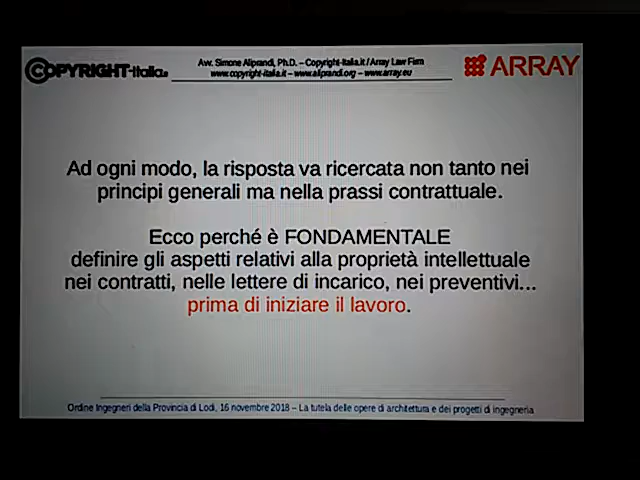 COPYRIGHT-Italia.it
Avv. Simone Aliprandi, Ph.D. – Copyright-Italia.it / Array Law Firm
www.copyright-italia.it – www.aliprandi.org – www.array.eu
ARRAY
Ad ogni modo, la risposta va ricercata non tanto nei
principi generali ma nella prassi contrattuale.
Ecco perché è FONDAMENTALE
definire gli aspetti relativi alla proprietà intellettuale
nei contratti, nelle lettere di incarico, nei preventivi...
prima di iniziare il lavoro.
Ordine Ingegneri della Provincia di Lodi, 16 novembre 2018 – La tutela delle opere di architettura e dei progetti di ingegneria